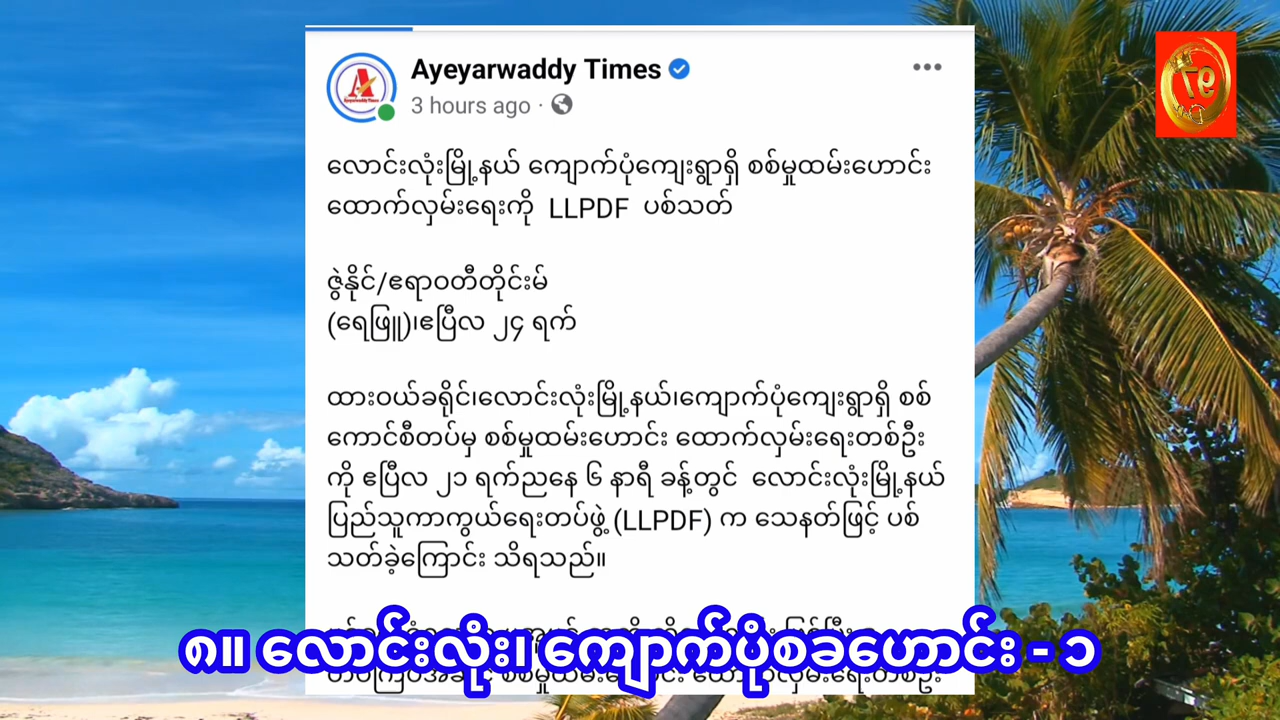 Ayeyarwaddy Times
3 hours ago ·
လောင်းလုံးမြို့နယ် ကျောက်ပုံကျေးရွာရှိ စစ်မှုထမ်းဟောင်း
ထောက်လှမ်းရေးကို LLPDF ပစ်သတ်
ဇွဲနိုင်/ဧရာဝတီတိုင်းမ်
(ရေဖြူ)၊ဧပြီလ ၂၄ ရက်
ထားဝယ်ခရိုင်၊လောင်းလုံးမြို့နယ်၊ကျောက်ပုံကျေးရွာရှိ စစ်
ကောင်စီတပ်မှ စစ်မှုထမ်းဟောင်း ထောက်လှမ်းရေးတစ်ဦး
ကို ဧပြီလ ၂၁ ရက်ညနေ ၆ နာရီ ခန့်တွင် လောင်းလုံးမြို့နယ်
ပြည်သူ့ကာကွယ်ရေးတပ်ဖွဲ့ (LLPDF) က သေနတ်ဖြင့် ပစ်
သတ်ခဲ့ကြောင်း သိရသည်။
၈။ လောင်းလုံး၊ ကျောက်ပုံစခဟောင်း - ၁